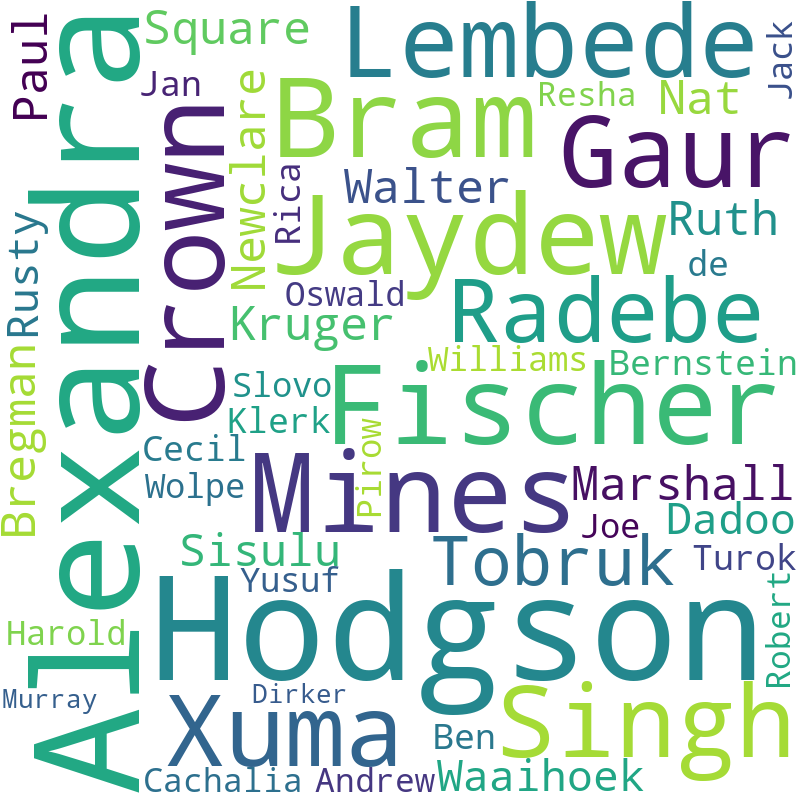 Alexandra
Paul
Square
Lembede
Jack
Jan
Crown
Newclare
Bram
Resha
Nat
Gaur
Rica
Walter
Jaydew
Ruth
de
Rusty
Oswald
Kruger
Radebe
Williams
Bernstein
Bregman
Slovo
Klerk
Fischer
Pirow
Cecil
Wolpe
Mines
Marshall
Joe
Dadoo
Sisulu
Yusuf
Tobruk
Turok
Hodgson
Robert
Harold
Murray
Dirker
Xuma
Ben
Singh
Cachalia
Andrew
Waaihoek